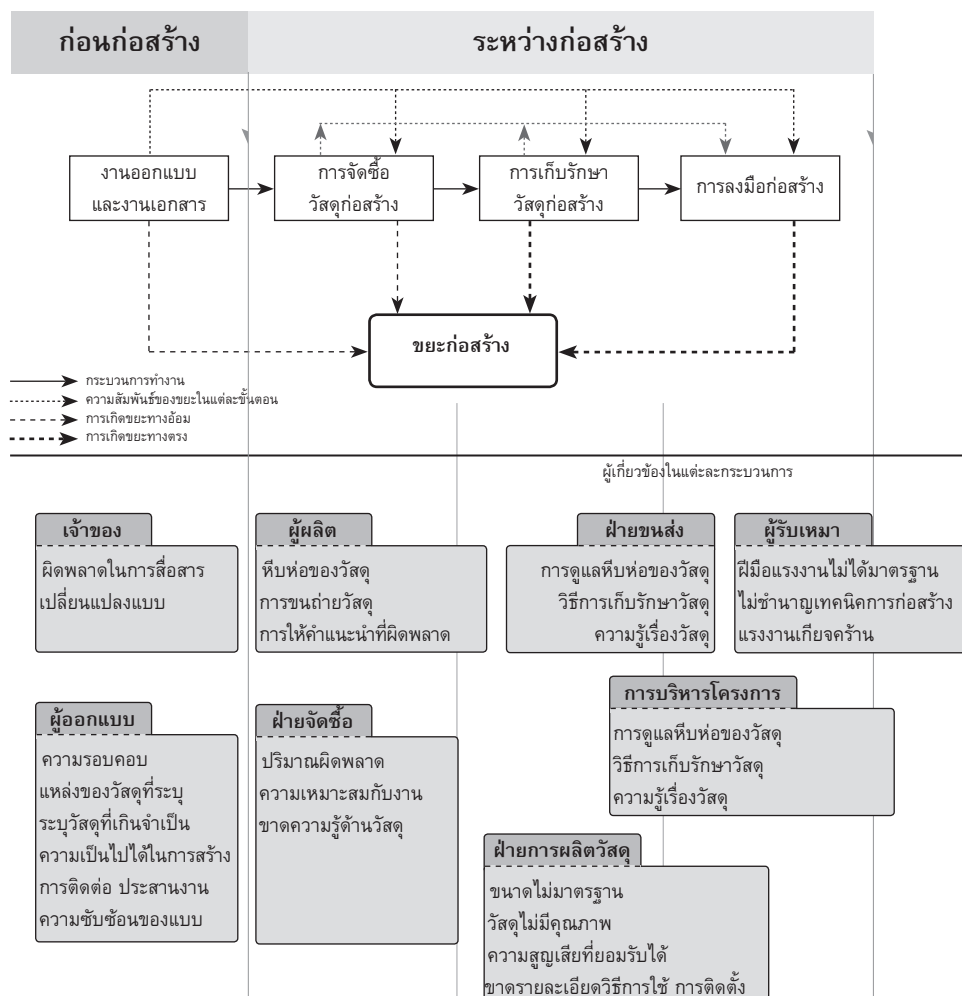 ก่อนก่อสร้าง
ระหว่างก่อสร้าง
งานออกแบบ
และงานเอกสาร
การจัดซื้อ
วัสดุก่อสร้าง
การเก็บรักษา
วัสดุก่อสร้าง
การลงมือก่อสร้าง
ขยะก่อสร้าง
กระบวนการทำงาน
ความสัมพันธ์ของขยะในแต่ละขั้นตอน
การเกิดขยะทางอ้อม
การเกิดขยะทางตรง
ผู้เกี่ยวข้องในแต่ะละกระบวนการ
เจ้าของ
ผิดพลาดในการสื่อสาร
เปลี่ยนแปลงแบบ
ผู้ผลิต
หีบห่อของวัสดุ
การขนถ่ายวัสดุ
การให้คำแนะนำที่ผิดพลาด
ฝ่ายขนส่ง
การดูแลหีบห่อของวัสดุ
วิธีการเก็บรักษาวัสดุ
ความรู้เรื่องวัสดุ
ผู้รับเหมา
ฝีมือแรงงานไม่ได้มาตรฐาน
ไม่ชำนาญเทคนิคการก่อสร้าง
แรงงานเกียจคร้าน
ผู้ออกแบบ
ความรอบคอบ
แหล่งของวัสดุที่ระบุ
ระบุวัสดุที่เกินจำเป็น
ความเป็นไปได้ในการสร้าง
การติดต่อ ประสานงาน
ความซับซ้อนของแบบ
ฝ่ายจัดซื้อ
ปริมาณผิดพลาด
ความเหมาะสมกับงาน
ขาดความรู้ด้านวัสดุ
การบริหารโครงการ
การดูแลหีบห่อของวัสดุ
วิธีการเก็บรักษาวัสดุ
ความรู้เรื่องวัสดุ
ฝ่ายการผลิตวัสดุ
ขนาดไม่มาตรฐาน
วัสดุไม่มีคุณภาพ
ความสูญเสียที่ยอมรับได้
ขาดรายละเอียดวิธีการใช้ การติดตั้ง